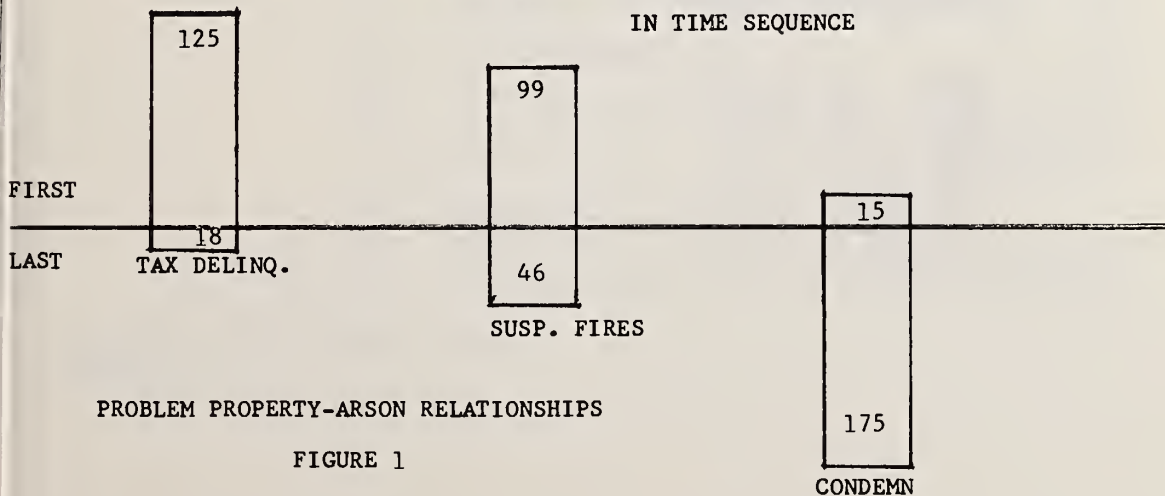 IN TIME SEQUENCE
125
99
FIRST
15
18
LAST
TAX DELINQ.
46
SUSP. FIRES
PROBLEM PROPERTY-ARSON RELATIONSHIPS
175
FIGURE 1
CONDEMN